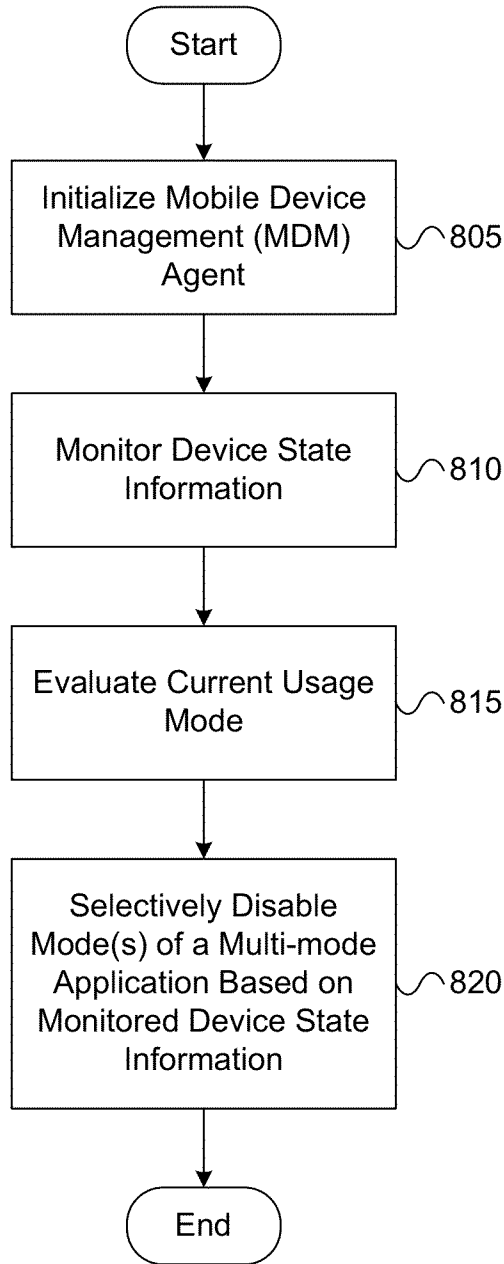 Start
Initialize Mobile Device
Management (MDM)
Agent
805
Monitor Device State
Information
810
Evaluate Current Usage
Mode
815
Selectively Disable
Mode(s) of a Multi-mode
Application Based on
Monitored Device State
Information
820
End